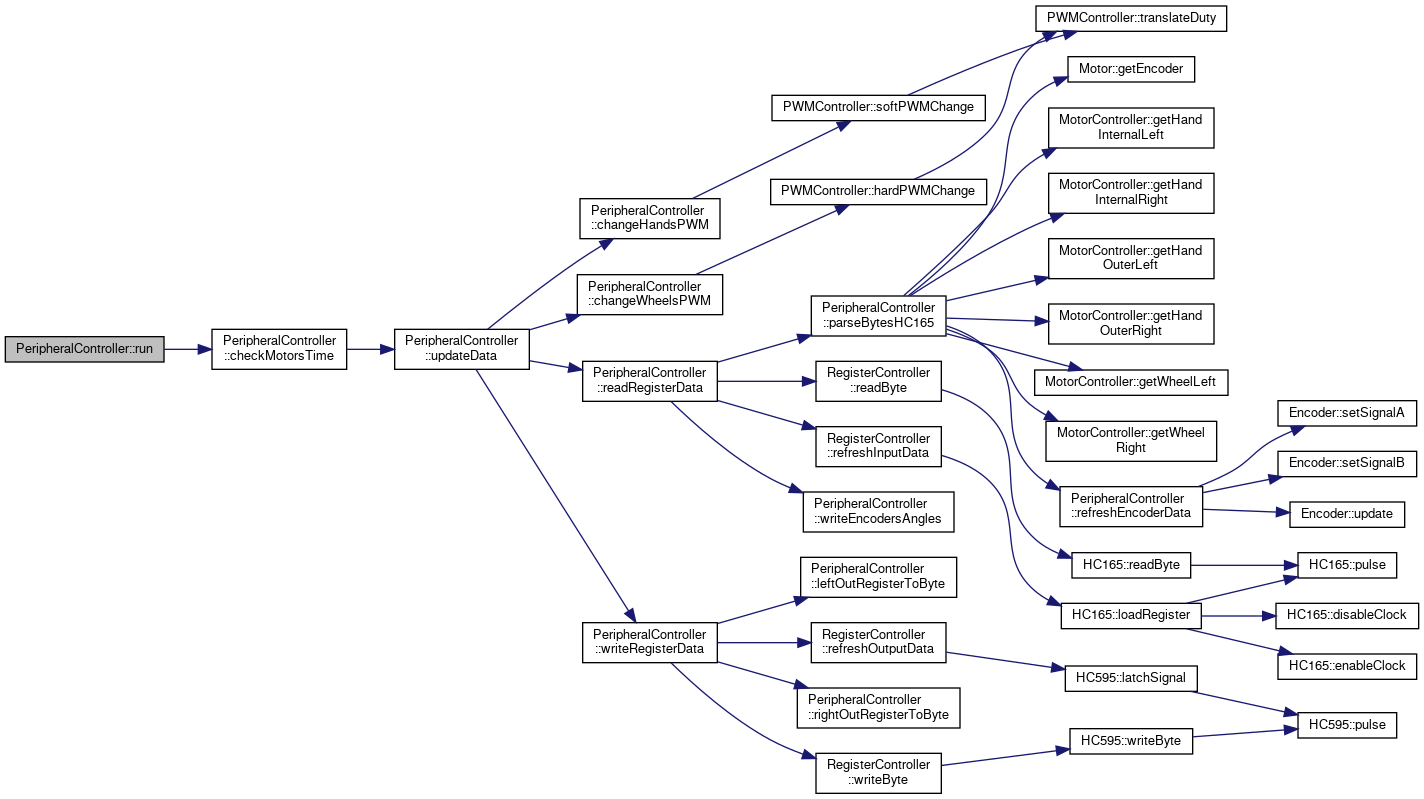 PWMController::translateDuty
Motor::getEncoder
PWMController::softPWMChange
MotorController::getHand
InternalLeft
MotorController::getHand
InternalRight
PWMController::hardPWMChange
PeripheralController
::changeHandsPWM
MotorController::getHand
OuterLeft
PeripheralController
::changeWheelsPWM
PeripheralController
::parseBytesHC165
MotorController::getHand
OuterRight
PeripheralController::run
PeripheralController
::checkMotorsTime
PeripheralController
::updateData
PeripheralController
::readRegisterData
RegisterController
::readByte
MotorController::getWheelLeft
Encoder::setSignalA
RegisterController
::refreshInputData
MotorController::getWheel
Right
Encoder::setSignalB
PeripheralController
::writeEncodersAngles
PeripheralController
::refreshEncoderData
Encoder::update
HC165::readByte
HC165::pulse
PeripheralController
::leftOutRegisterToByte
HC165::loadRegister
HC165::disableClock
PeripheralController
::writeRegisterData
RegisterController
::refreshOutputData
HC165::enableClock
HC595::latchSignal
PeripheralController
::rightOutRegisterToByte
HC595::pulse
HC595::writeByte
RegisterController
::writeByte